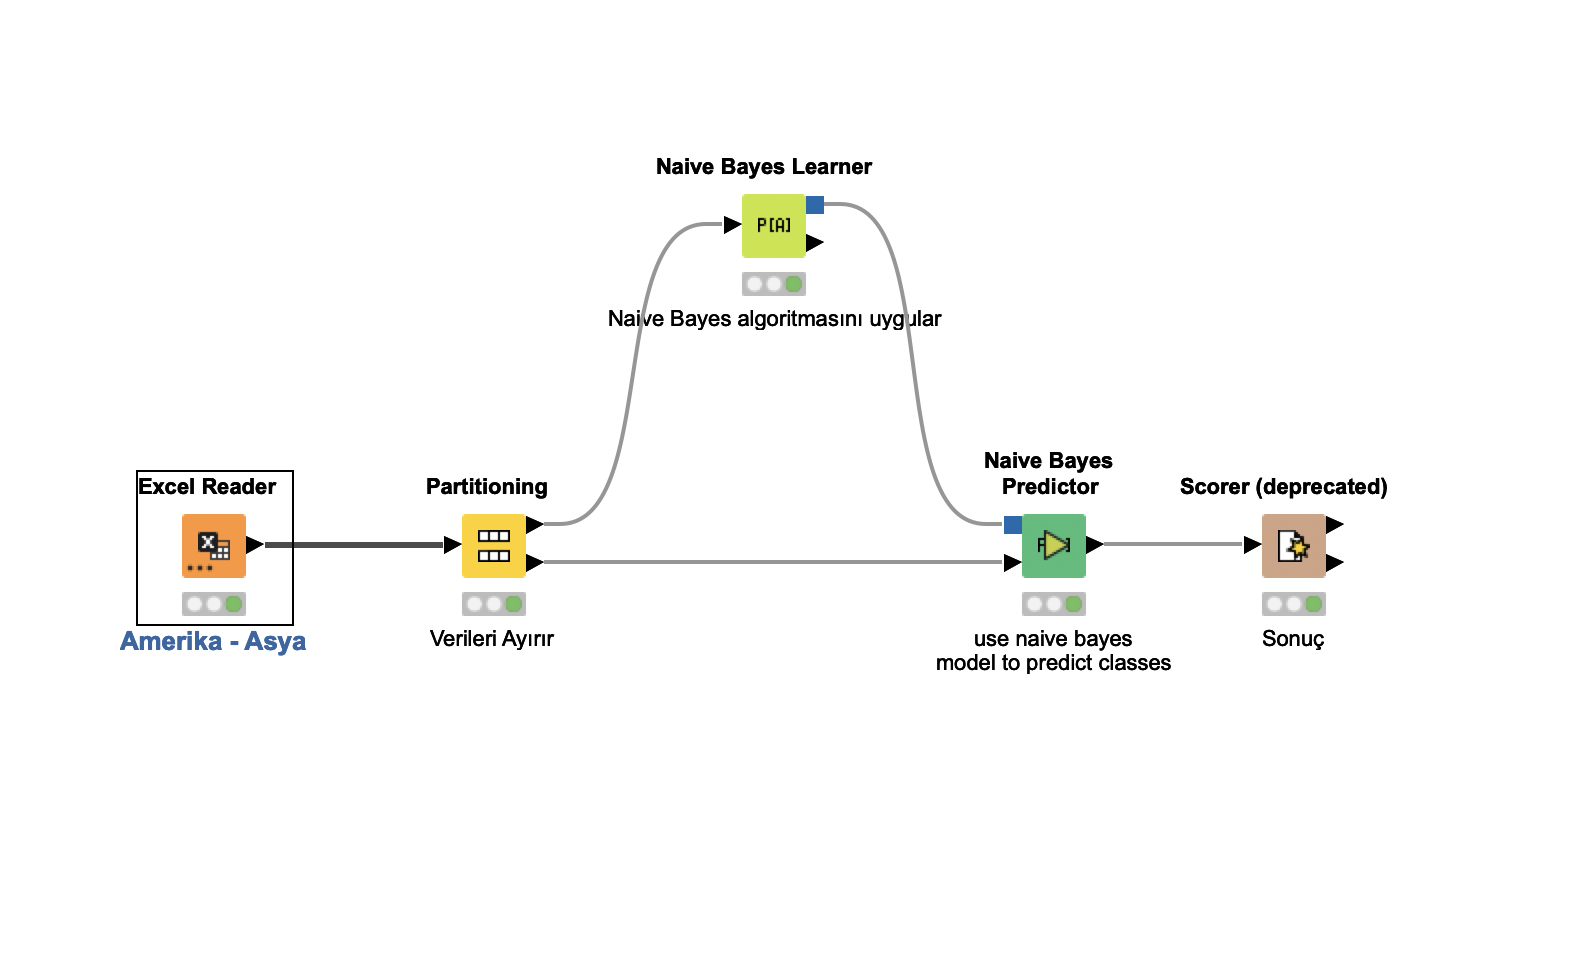 Naive Bayes Learner
P[A]
Naive Bayes algoritmasını uygular
Excel Reader
Amerika - Asya
Partitioning
Verileri Ayırır
Naive Bayes
Predictor
use naive bayes
model to predict classes
Scorer (deprecated)
Sonuç